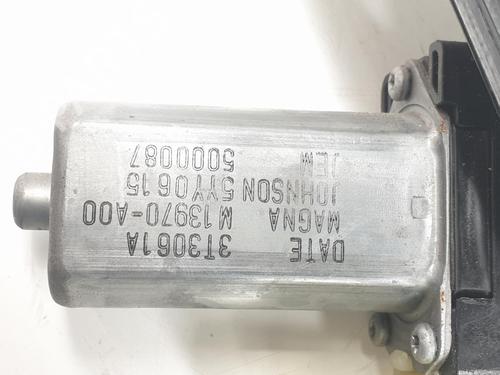 DATE 3T3061A
MAGNA M13970-A00
JOHNSON 5YY0615
JEM 5000087